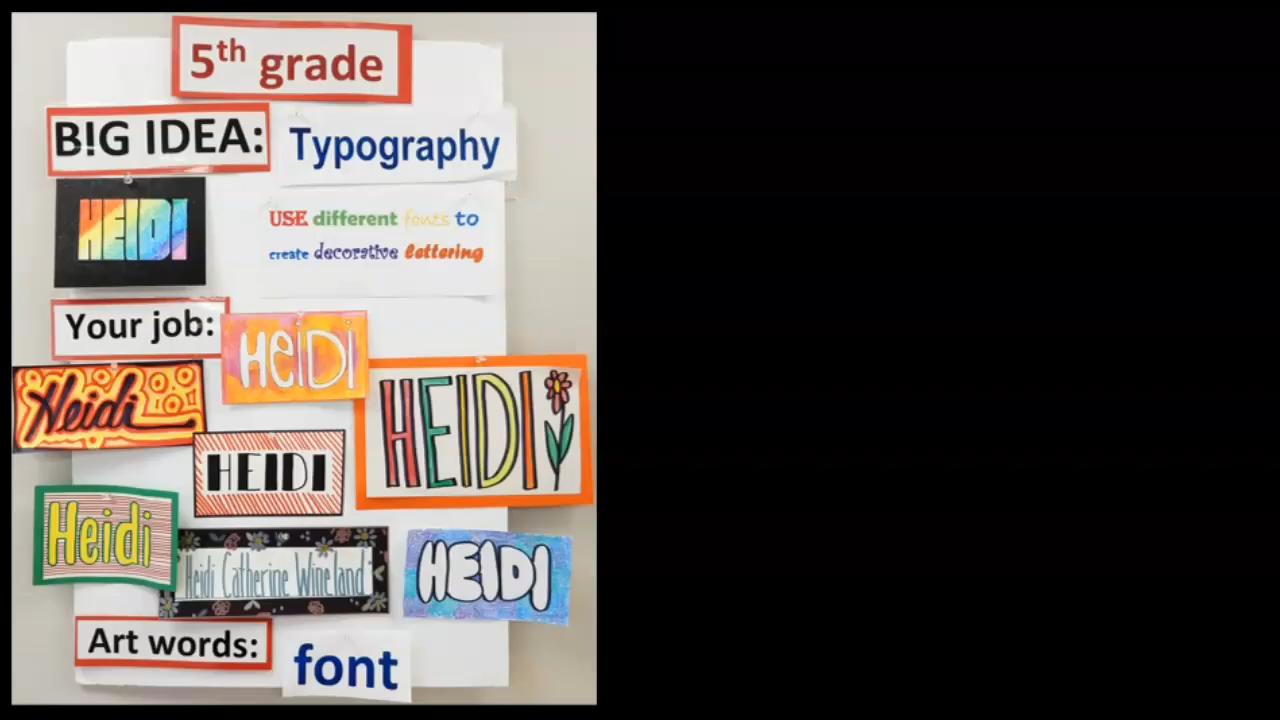 5th grade
B!G IDEA:
Typography
HEIDI
USE different fonts to
create decorative lettering
Your job:
HeiDi
Heidi
HEIDI
HEIDI
Heidi
Heidi Catherine Wineland
HEIDI
Art words:
font